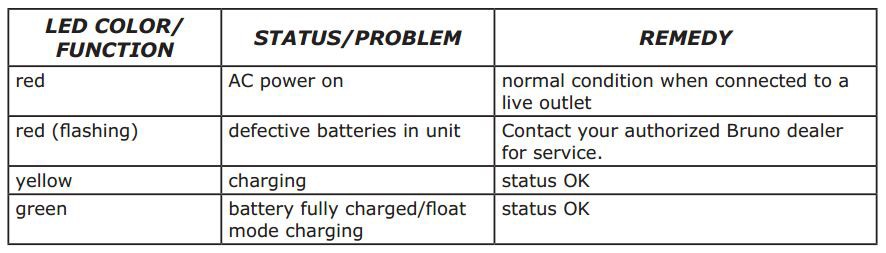 LED COLOR/
FUNCTION
STATUS/PROBLEM
REMEDY
red
AC power on
normal condition when connected to a
live outlet
red (flashing)
defective batteries in unit
Contact your authorized Bruno dealer
for service.
yellow
charging
status OK
green
battery fully charged/float
mode charging
status OK